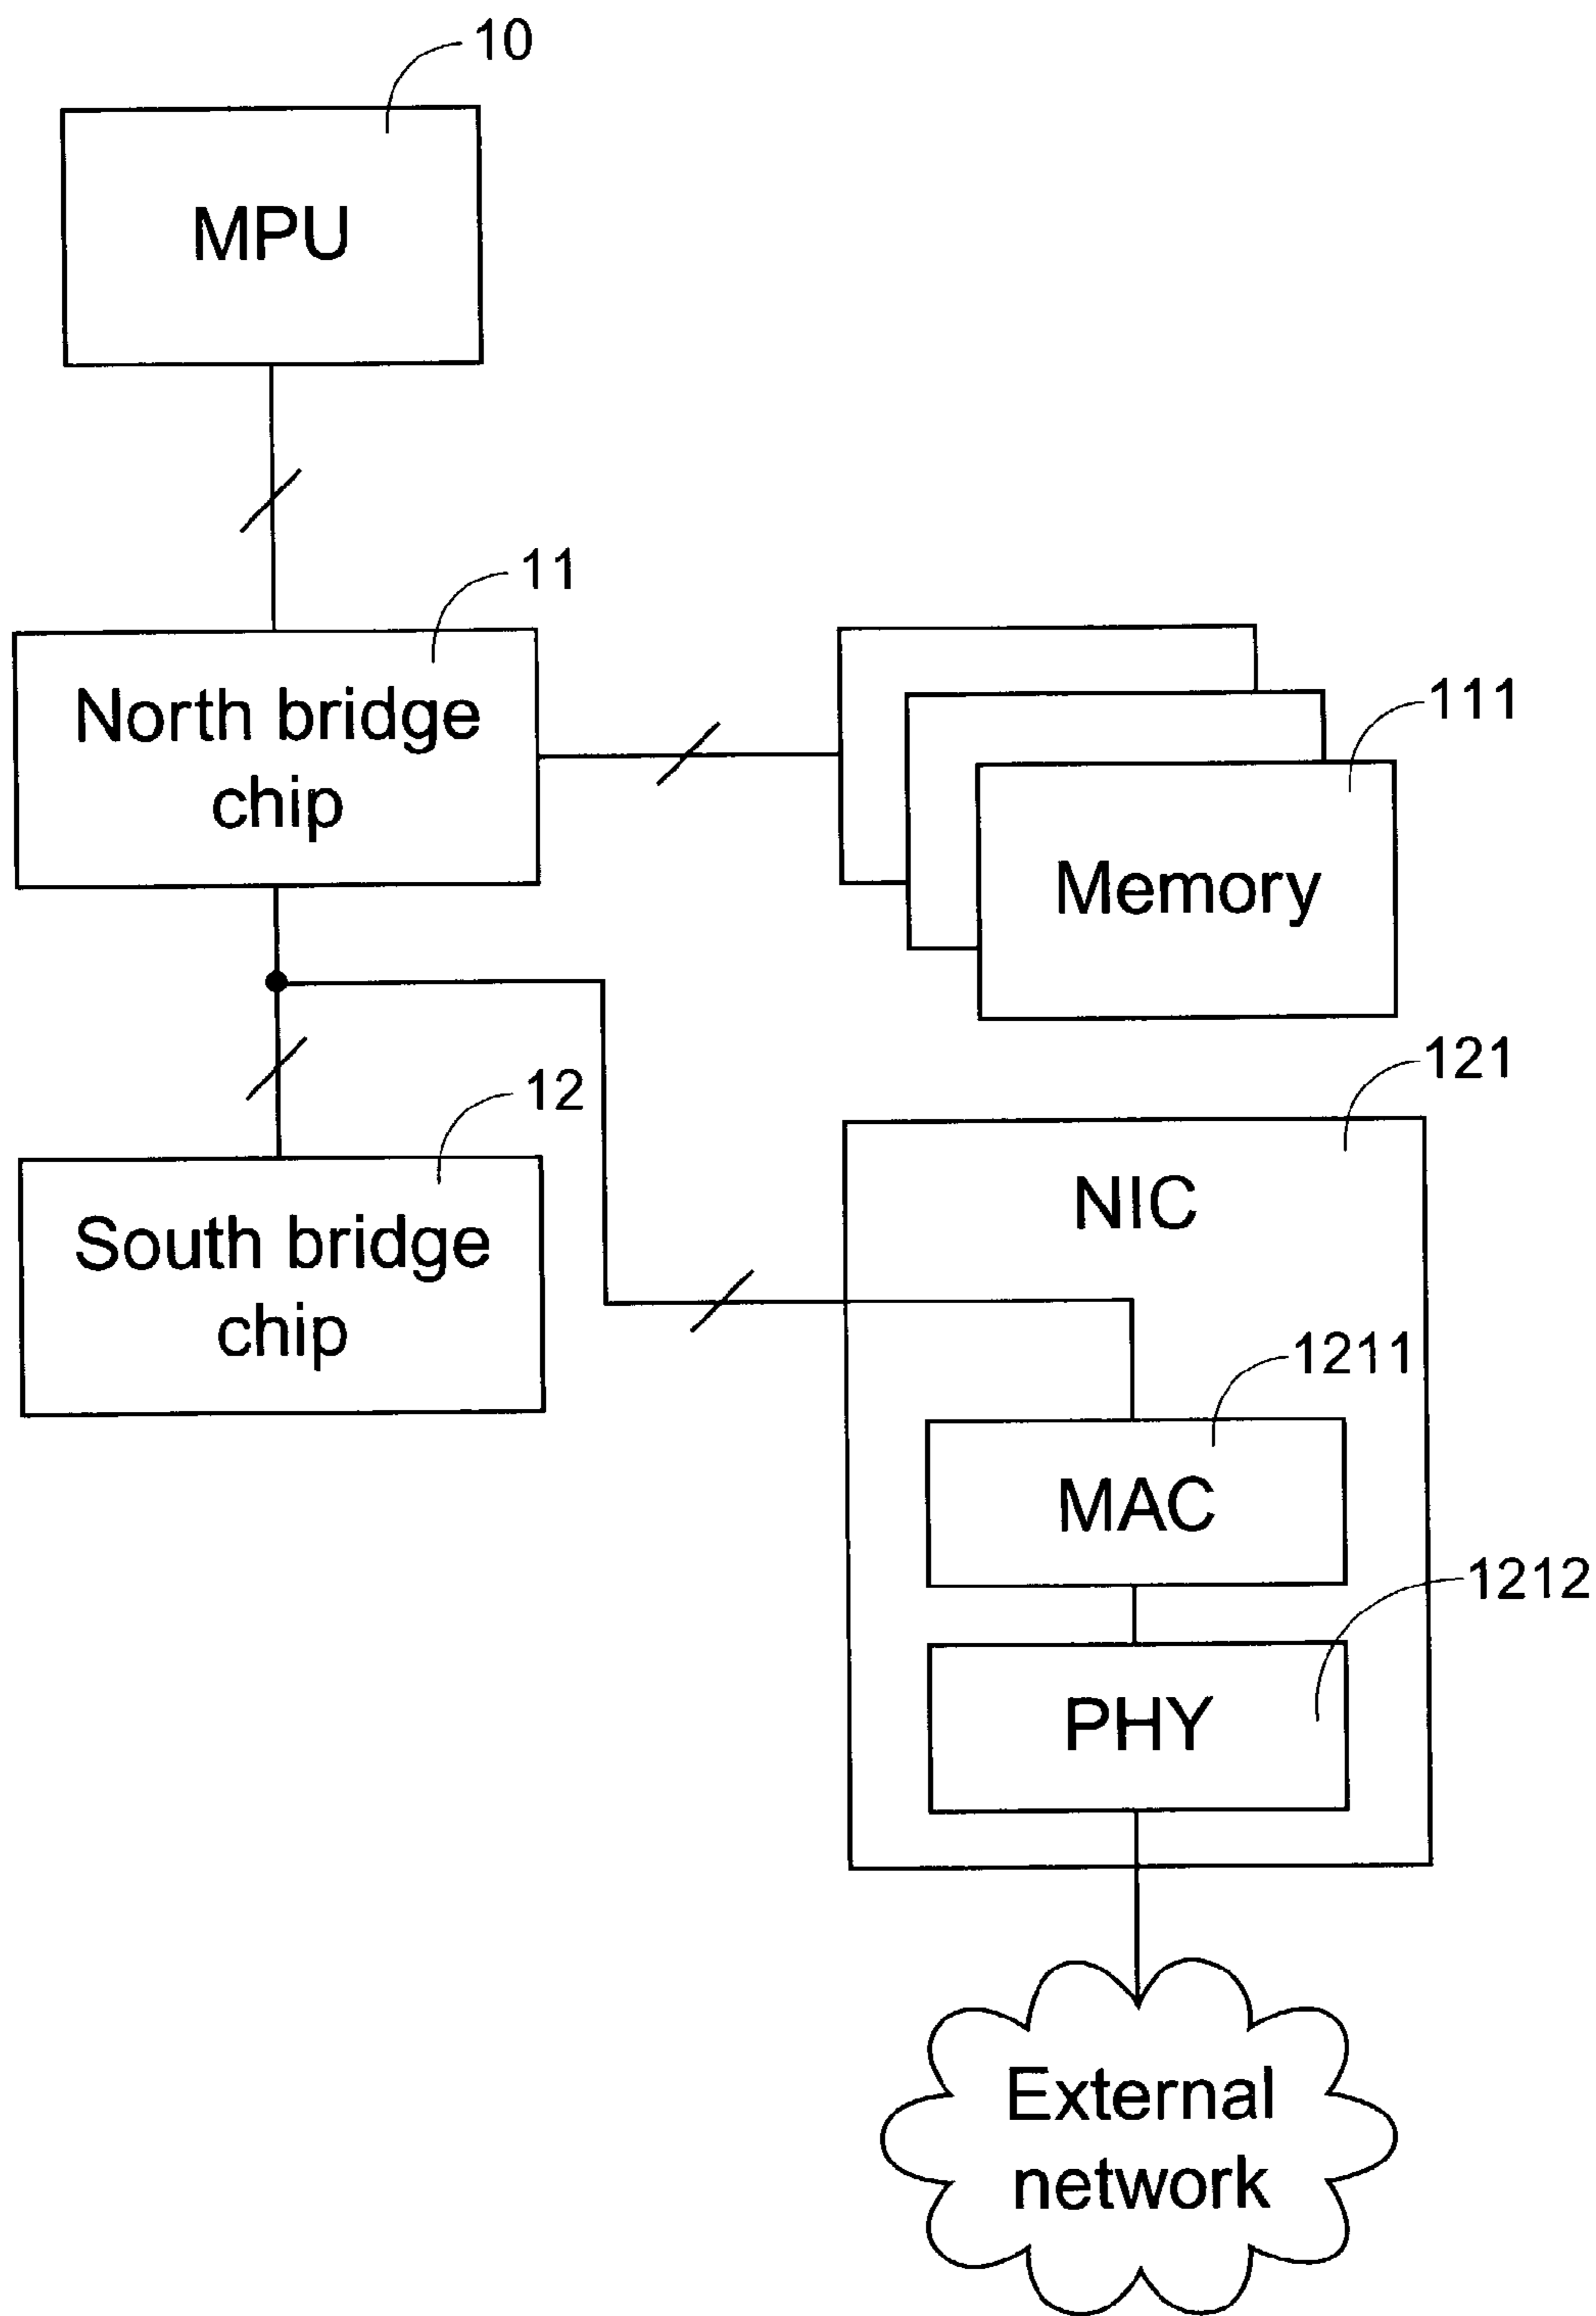 10
MPU
11
North bridge
chip
111
Memory
121
NIC
12
South bridge
chip
1211
MAC
1212
PHY
External
network